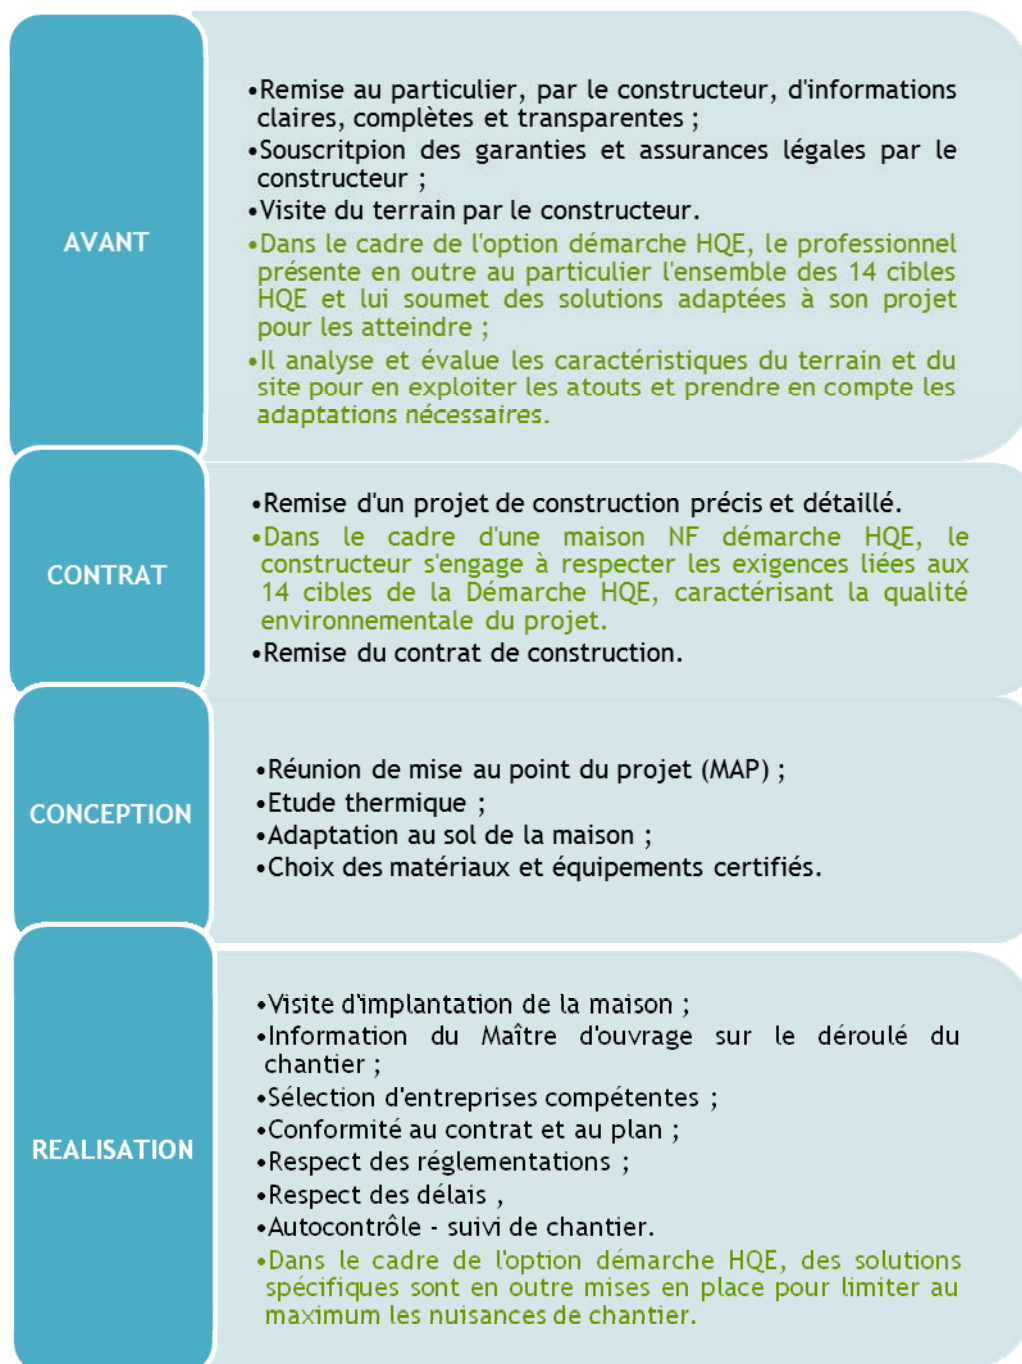 AVANT
•Remise au particulier, par le constructeur, d'informations
claires, complètes et transparentes ;
•Souscritpion des garanties et assurances légales par le
constructeur ;
•Visite du terrain par le constructeur.
•Dans le cadre de l'option démarche HQE, le professionnel
présente en outre au particulier l'ensemble des 14 cibles
HQE et lui soumet des solutions adaptées à son projet
pour les atteindre ;
•Il analyse et évalue les caractéristiques du terrain et du
site pour en exploiter les atouts et prendre en compte les
adaptations nécessaires.
CONTRAT
•Remise d'un projet de construction précis et détaillé.
•Dans le cadre d'une maison NF démarche HQE, le
constructeur s'engage à respecter les exigences liées aux
14 cibles de la Démarche HQE, caractérisant la qualité
environnementale du projet.
•Remise du contrat de construction.
CONCEPTION
•Réunion de mise au point du projet (MAP) ;
•Etude thermique ;
•Adaptation au sol de la maison ;
•Choix des matériaux et équipements certifiés.
REALISATION
•Visite d'implantation de la maison ;
•Information du Maître d'ouvrage sur le déroulé du
chantier ;
•Sélection d'entreprises compétentes ;
•Conformité au contrat et au plan ;
•Respect des réglementations ;
•Respect des délais ,
•Autocontrôle - suivi de chantier.
•Dans le cadre de l'option démarche HQE, des solutions
spécifiques sont en outre mises en place pour limiter au
maximum les nuisances de chantier.